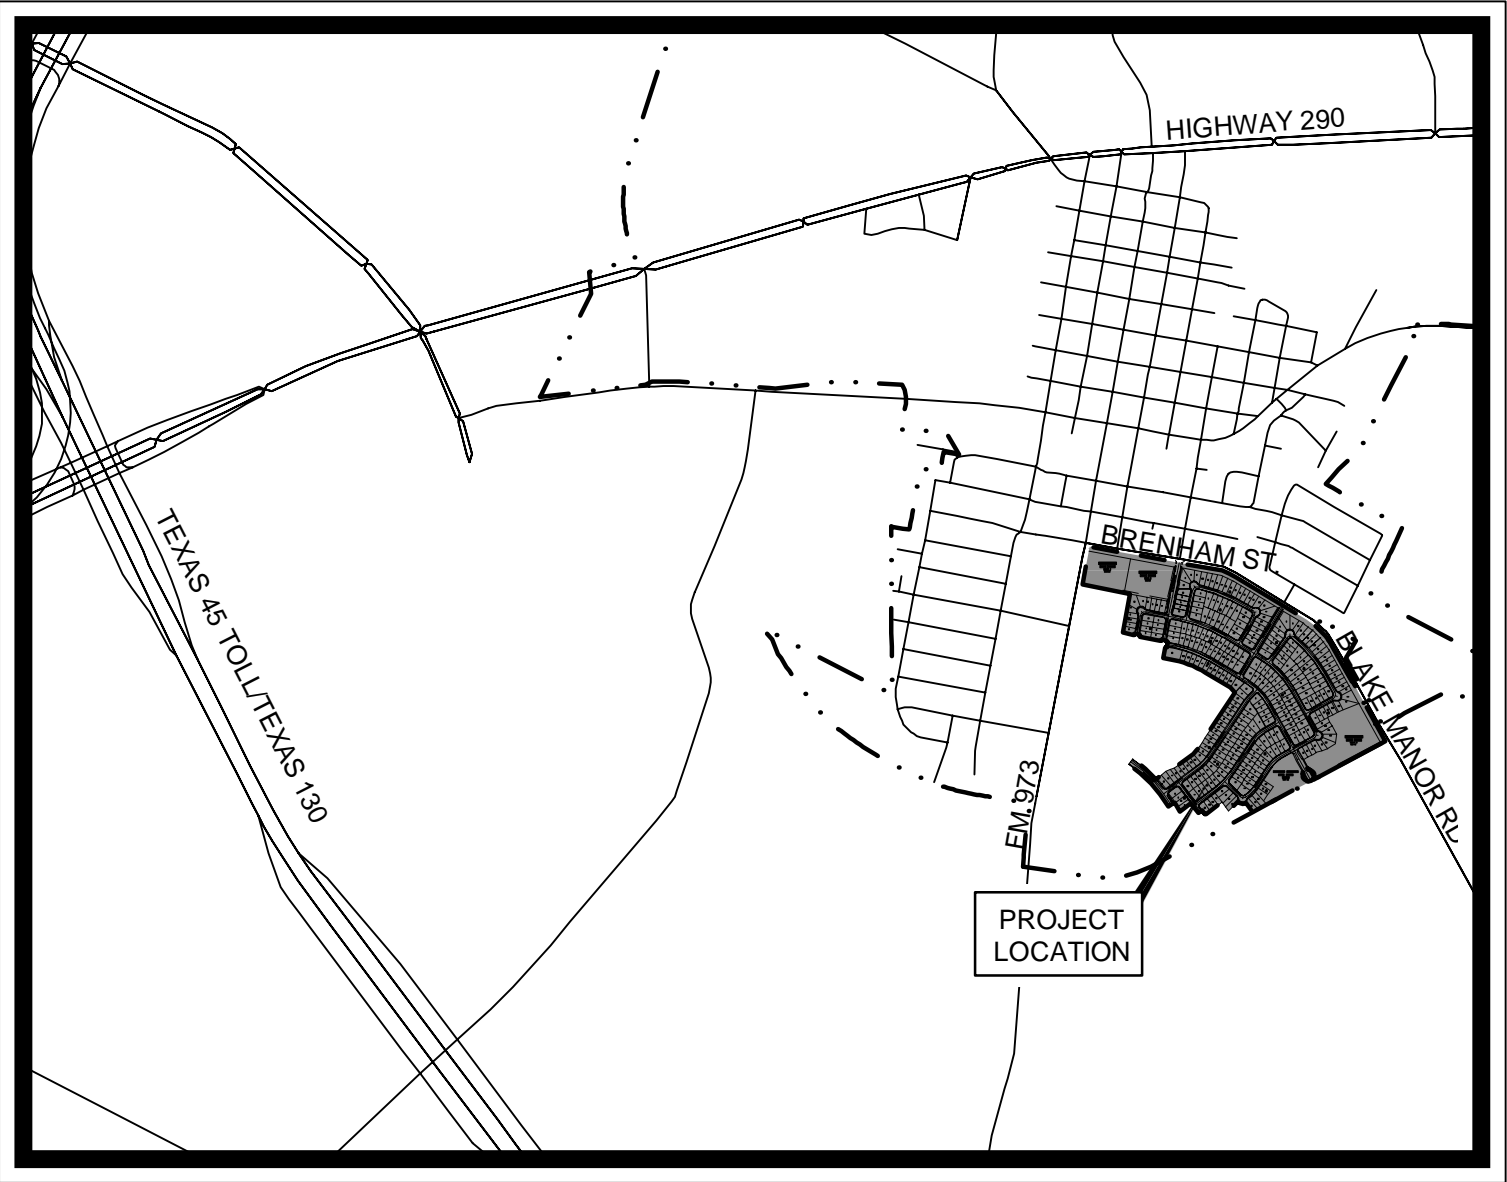 HIGHWAY 290
BRENHAM ST.
TEXAS 45 TOLL/TEXAS 130
BLAKE MANOR RD
F.M. 973
PROJECT
LOCATION